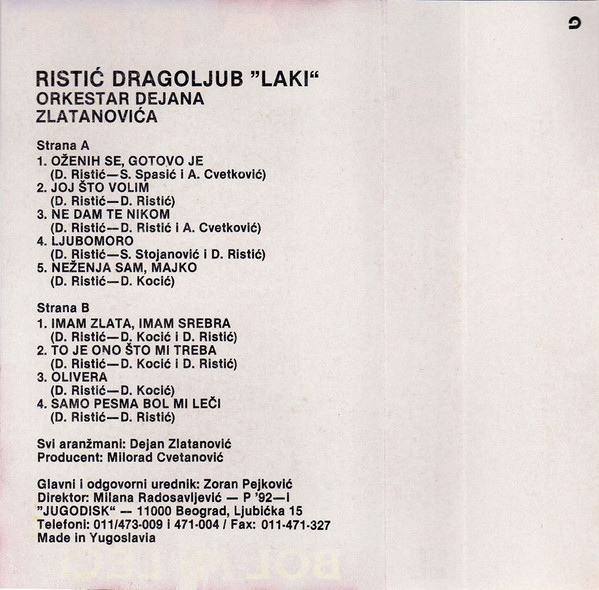 RISTIĆ DRAGOLJUB ”LAKI“
ORKESTAR DEJANA
ZLATANOVIĆA
Strana A
1. OŽENIH SE, GOTOVO JE
(D. Ristić—S. Spasić i A. Cvetković)
2. JOJ ŠTO VOLIM
(D. Ristić—D. Ristić)
3. NE DAM TE NIKOM
(D. Ristić—D. Ristić i A. Cvetković)
4. LJUBOMORO
(D. Ristić—S. Stojanović i D. Ristić)
5. NEŽENJA SAM, MAJKO
(D. Ristić—D. Kocić)
Strana B
1. IMAM ZLATA, IMAM SREBRA
(D. Ristić—D. Kocić i D. Ristić)
2. TO JE ONO ŠTO MI TREBA
(D. Ristić—D. Kocić i D. Ristić)
3. OLIVERA
(D. Ristić—D. Kocić)
4. SAMO PESMA BOL MI LEČI
(D. Ristić—D. Ristić)
Svi aranžmani: Dejan Zlatanović
Producent: Milorad Cvetanović
Glavni i odgovorni urednik: Zoran Pejković
Direktor: Milana Radosavljević — P '92—I
”JUGODISK“ — 11000 Beograd, Ljubićka 15
Telefoni: 011/473-009 i 471-004 / Fax: 011-471-327
Made in Yugoslavia
BOL MI LEČI